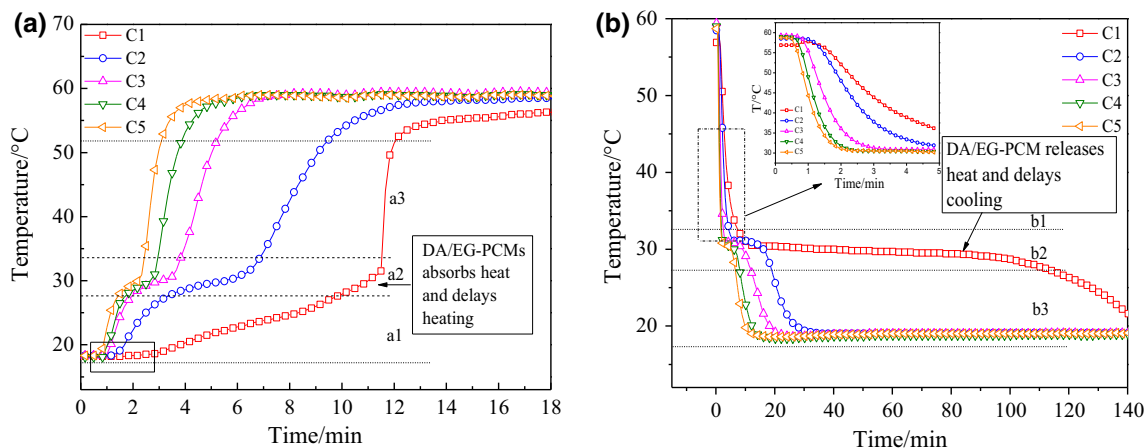 (a)
70
60
50
40
30
20
Temperature/°C
C1
C2
C3
C4
C5
a3
a2
a1
DA/EG-PCMs
absorbs heat
and delays
heating
0 2 4 6 8 10 12 14 16 18
Time/min
(b)
60
50
40
30
20
Temperature/°C
60
55
50
45
40
35
30
T/°C
C1
C2
C3
C4
C5
0 1 2 3 4 5
Time/min
C1
C2
C3
C4
C5
DA/EG-PCM releases
heat and delays
cooling
b1
b2
b3
0 20 40 60 80 100 120 140
Time/min